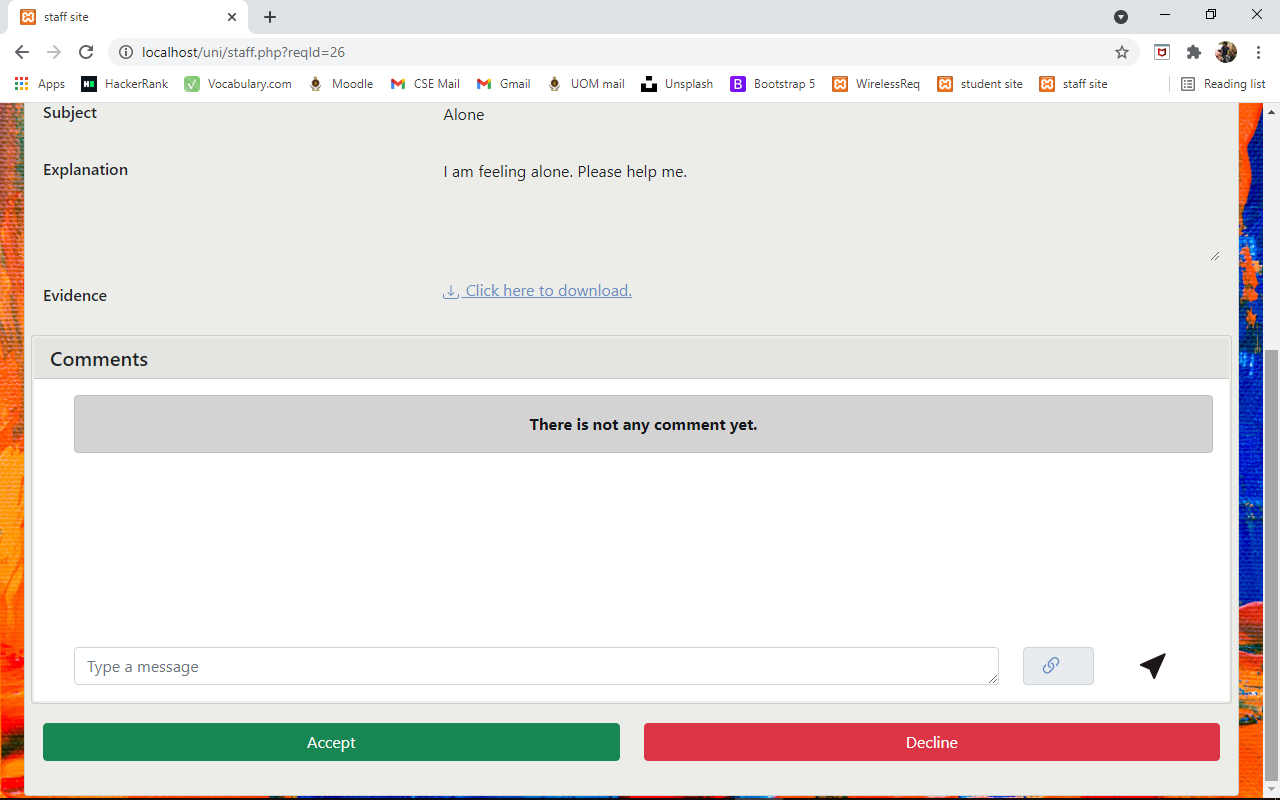 staff site
localhost/uni/staff.php?reqId=26
Apps HackerRank Vocabulary.com Moodle CSE Mail Gmail UOM mail Unsplash Bootstrap 5 WirelessReq student site staff site Reading list
Subject Alone
Explanation I am feeling alone. Please help me.
Evidence Click here to download.
Comments
There is not any comment yet.
Type a message
Accept Decline